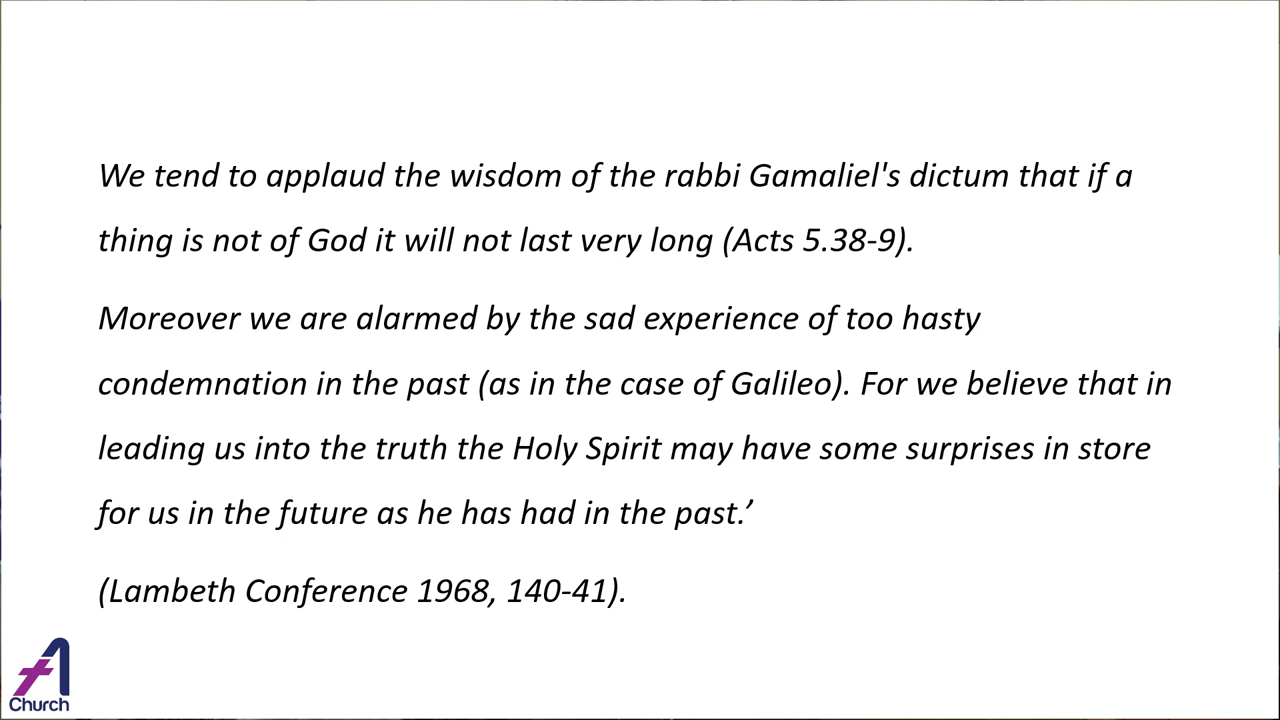 We tend to applaud the wisdom of the rabbi Gamaliel's dictum that if a
thing is not of God it will not last very long (Acts 5.38-9).
Moreover we are alarmed by the sad experience of too hasty
condemnation in the past (as in the case of Galileo). For we believe that in
leading us into the truth the Holy Spirit may have some surprises in store
for us in the future as he has had in the past.’
(Lambeth Conference 1968, 140-41).
A
Church